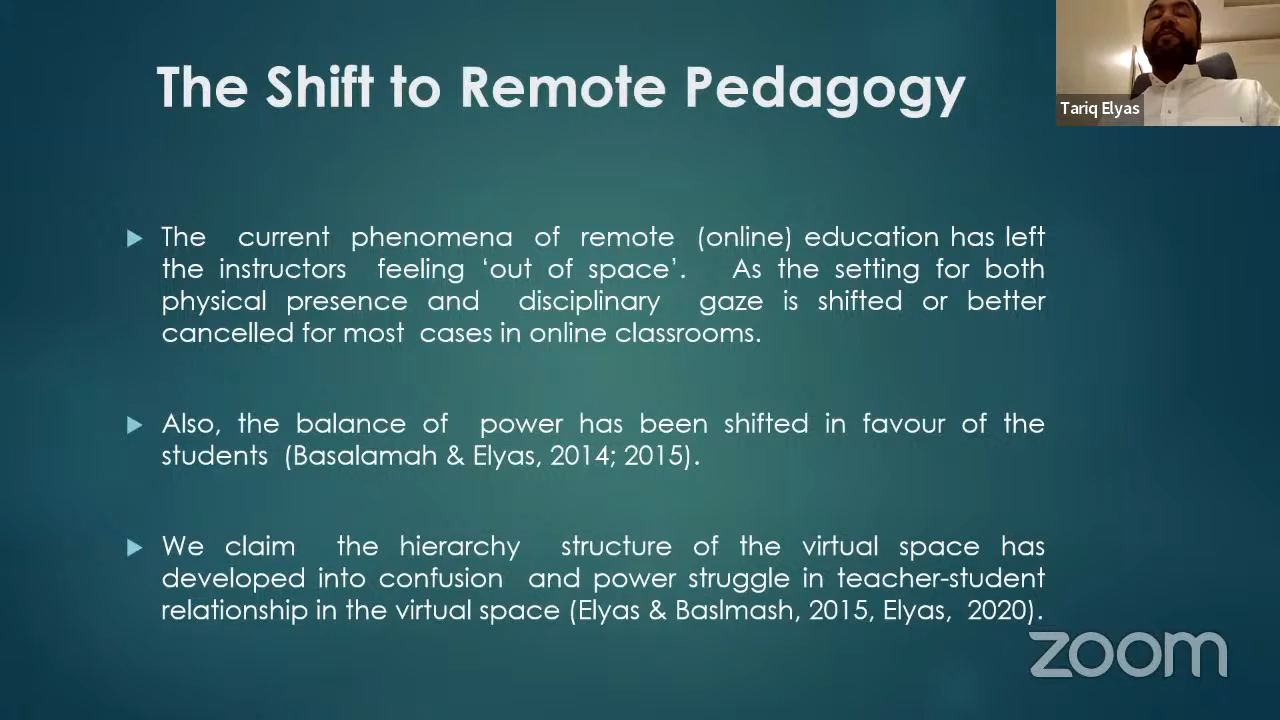 The Shift to Remote Pedagogy
Tariq Elyas
The current phenomena of remote (online) education has left
the instructors feeling ‘out of space’. As the setting for both
physical presence and disciplinary gaze is shifted or better
cancelled for most cases in online classrooms.
Also, the balance of power has been shifted in favour of the
students (Basalamah & Elyas, 2014; 2015).
We claim the hierarchy structure of the virtual space has
developed into confusion and power struggle in teacher-student
relationship in the virtual space (Elyas & Baslmash, 2015, Elyas, 2020).
zoom